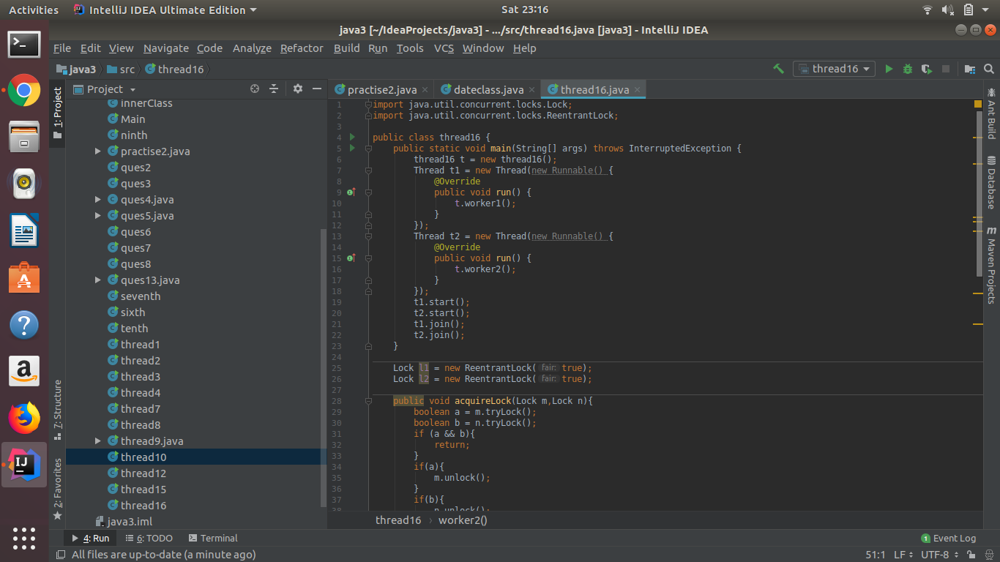 Activities IntelliJ IDEA Ultimate Edition Sat 23:16
java3 [~/IdeaProjects/java3] - .../src/thread16.java [java3] - IntelliJ IDEA
File Edit View Navigate Code Analyze Refactor Build Run Tools VCS Window Help
java3 src thread16 thread16
1: Project
7: Structure
2: Favorites
Project
innerClass
Main
ninth
practise2.java
ques2
ques3
ques4.java
ques5.java
ques6
ques7
ques8
ques13.java
seventh
sixth
tenth
thread1
thread2
thread3
thread4
thread7
thread8
thread9.java
thread10
thread12
thread15
thread16
java3.iml
practise2.java dateclass.java thread16.java
1 import java.util.concurrent.locks.Lock;
2 import java.util.concurrent.locks.ReentrantLock;
3
4 public class thread16 {
5 public static void main(String[] args) throws InterruptedException {
6 thread16 t = new thread16();
7 Thread t1 = new Thread(new Runnable() {
8 @Override
9 public void run() {
10 t.worker1();
11 }
12 });
13 Thread t2 = new Thread(new Runnable() {
14 @Override
15 public void run() {
16 t.worker2();
17 }
18 });
19 t1.start();
20 t2.start();
21 t1.join();
22 t2.join();
23 }
24
25 Lock l1 = new ReentrantLock( fair: true);
26 Lock l2 = new ReentrantLock( fair: true);
27
28 public void acquireLock(Lock m,Lock n){
29 boolean a = m.tryLock();
30 boolean b = n.tryLock();
31 if (a && b){
32 return;
33 }
34 if(a){
35 m.unlock();
36 }
37 if(b){
38 n.unlock();
thread16 worker2()
Ant Build
Database
Maven Projects
4: Run 6: TODO Terminal 1 Event Log
All files are up-to-date (a minute ago) 51:1 LF UTF-8